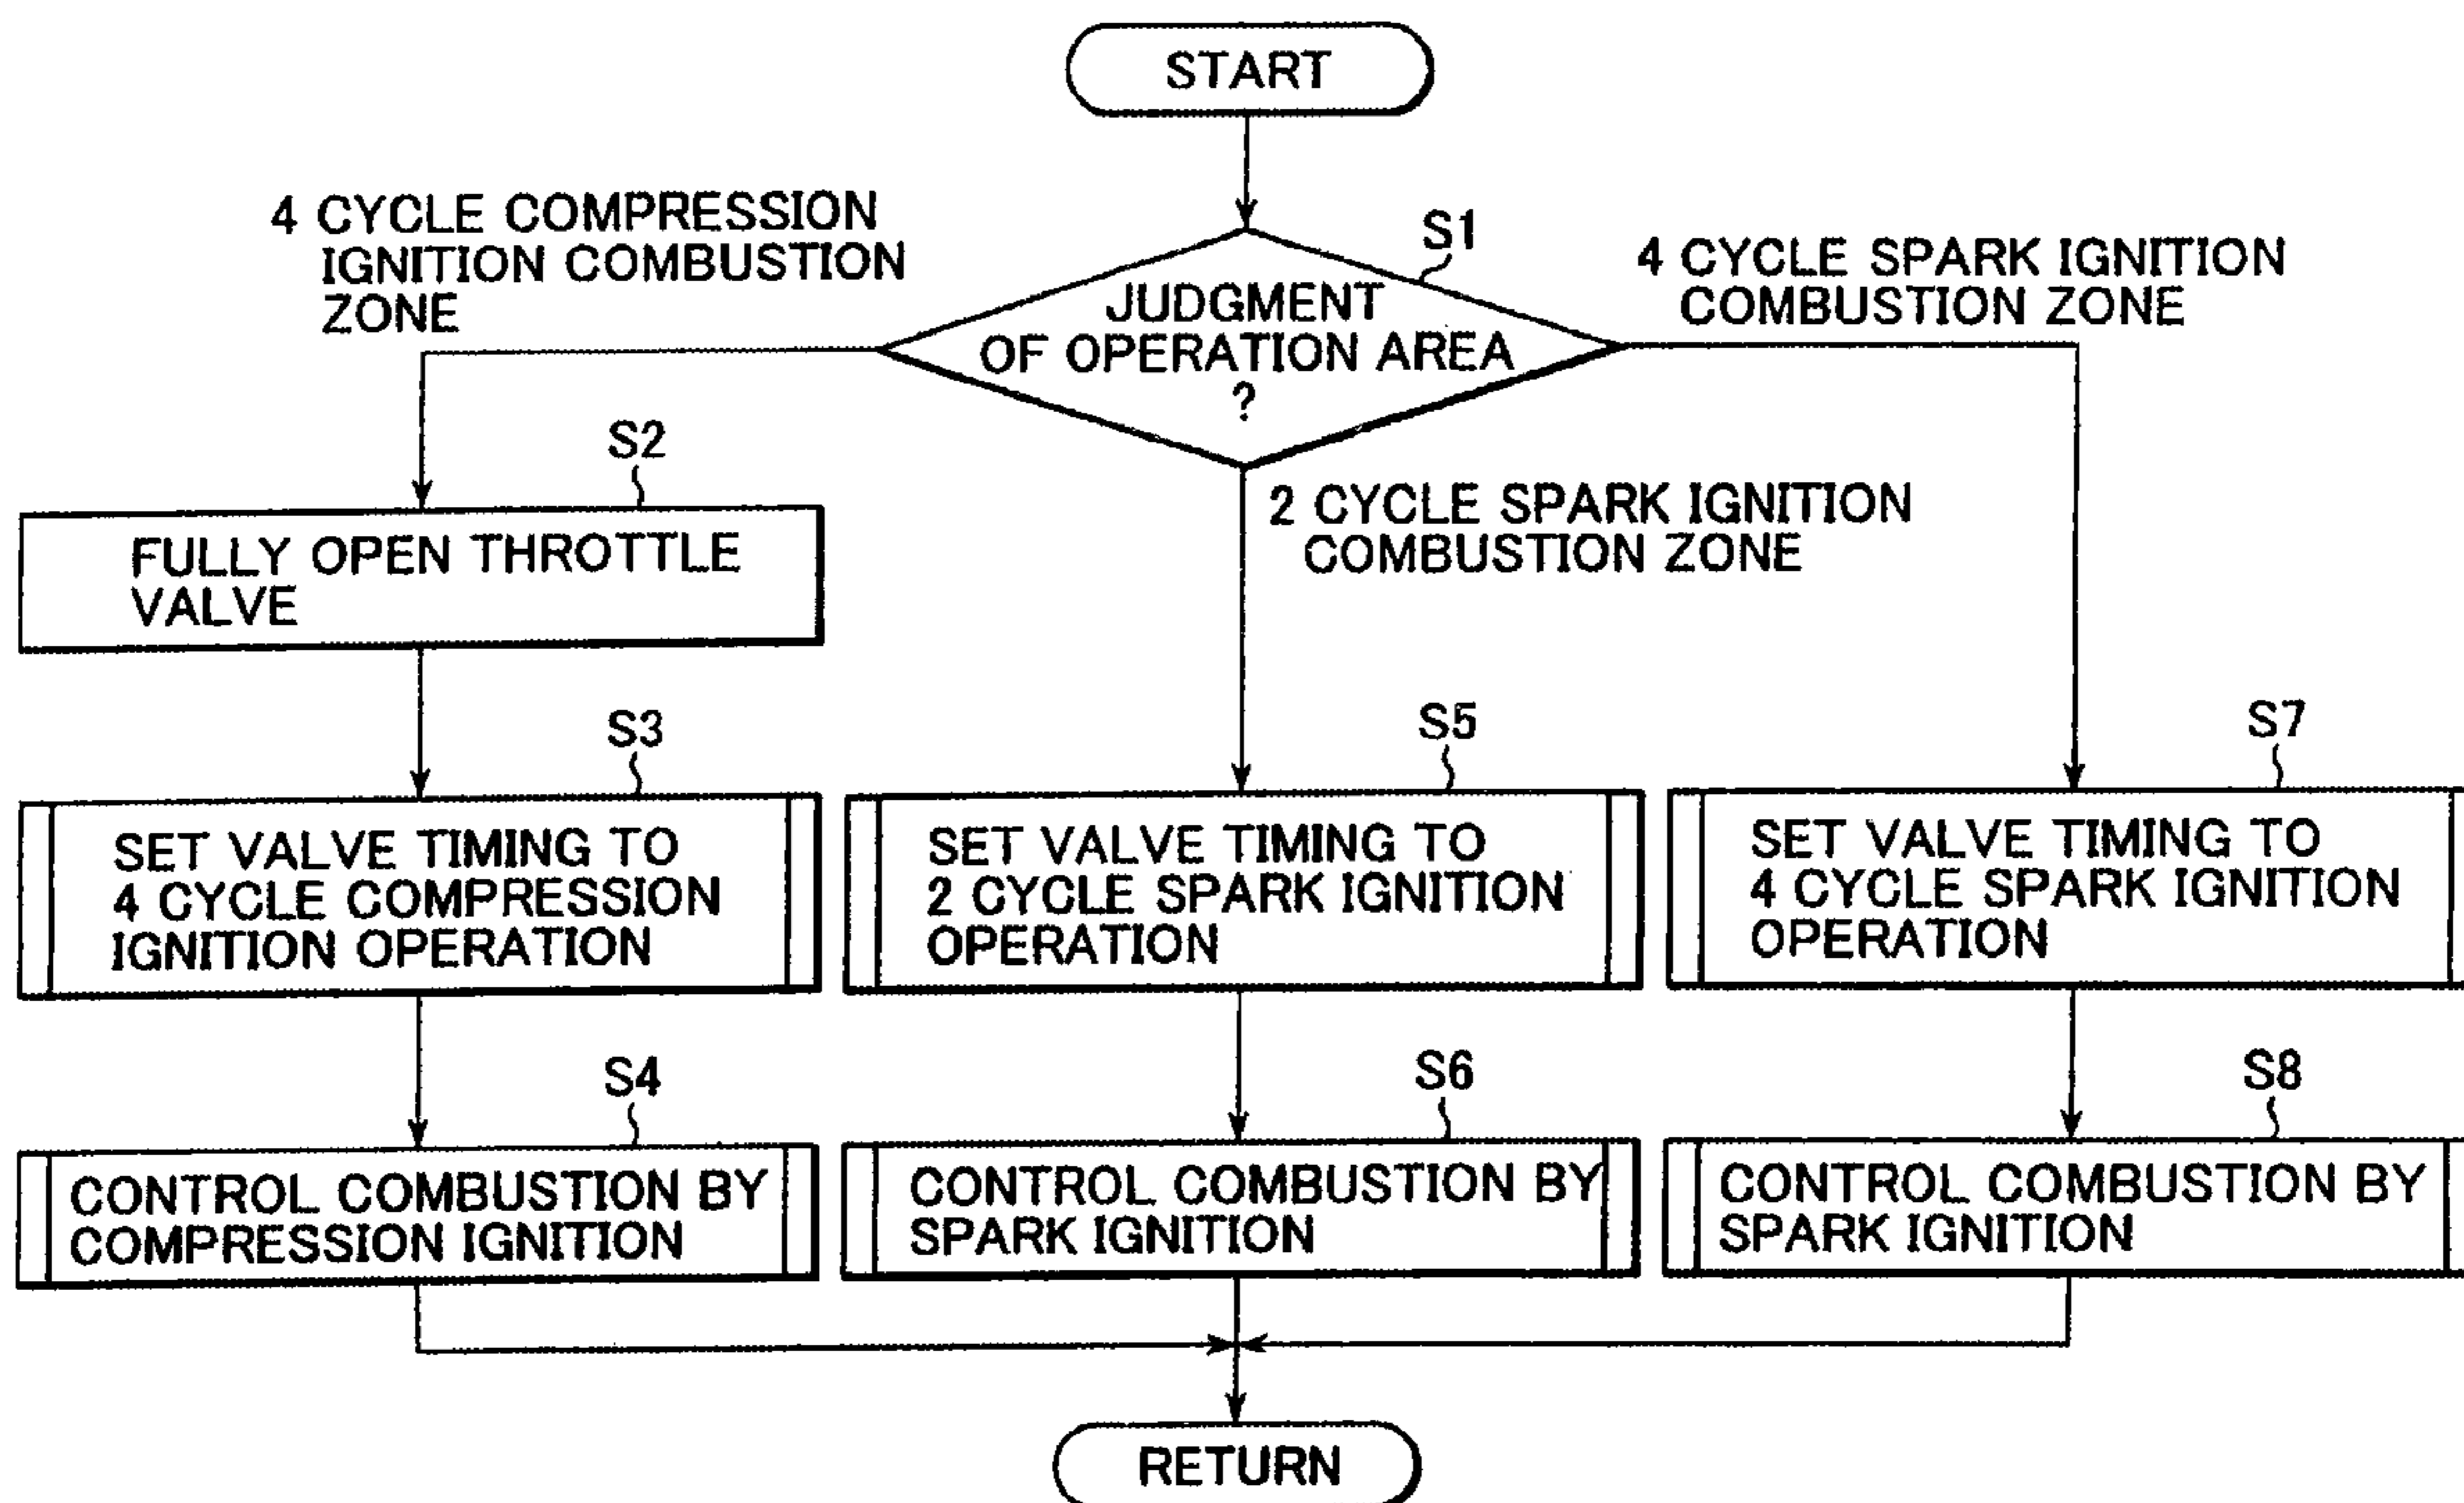 START
4 CYCLE COMPRESSION
IGNITION COMBUSTION
ZONE
S1
JUDGMENT
OF OPERATION AREA
?
4 CYCLE SPARK IGNITION
COMBUSTION ZONE
2 CYCLE SPARK IGNITION
COMBUSTION ZONE
S2
FULLY OPEN THROTTLE
VALVE
S3
SET VALVE TIMING TO
4 CYCLE COMPRESSION
IGNITION OPERATION
S5
SET VALVE TIMING TO
2 CYCLE SPARK IGNITION
OPERATION
S7
SET VALVE TIMING TO
4 CYCLE SPARK IGNITION
OPERATION
S4
CONTROL COMBUSTION BY
COMPRESSION IGNITION
S6
CONTROL COMBUSTION BY
SPARK IGNITION
S8
CONTROL COMBUSTION BY
SPARK IGNITION
RETURN